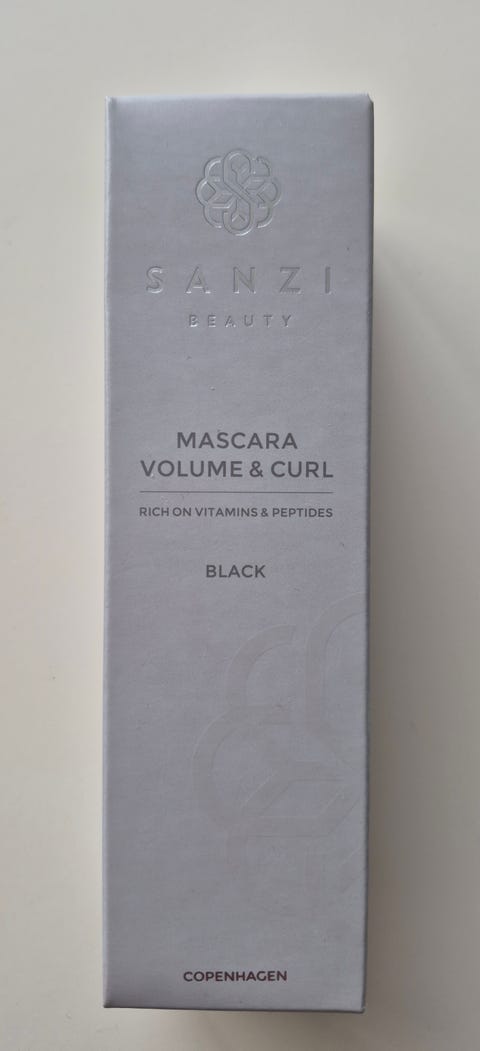 SANZI
BEAUTY
MASCARA
VOLUME & CURL
RICH ON VITAMINS & PEPTIDES
BLACK
COPENHAGEN